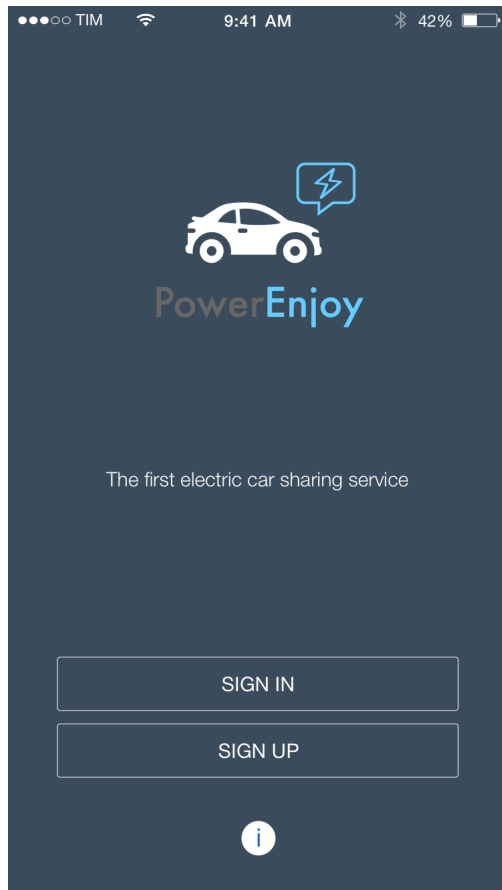 TIM 9:41 AM 42%
PowerEnjoy
The first electric car sharing service
SIGN IN
SIGN UP
i